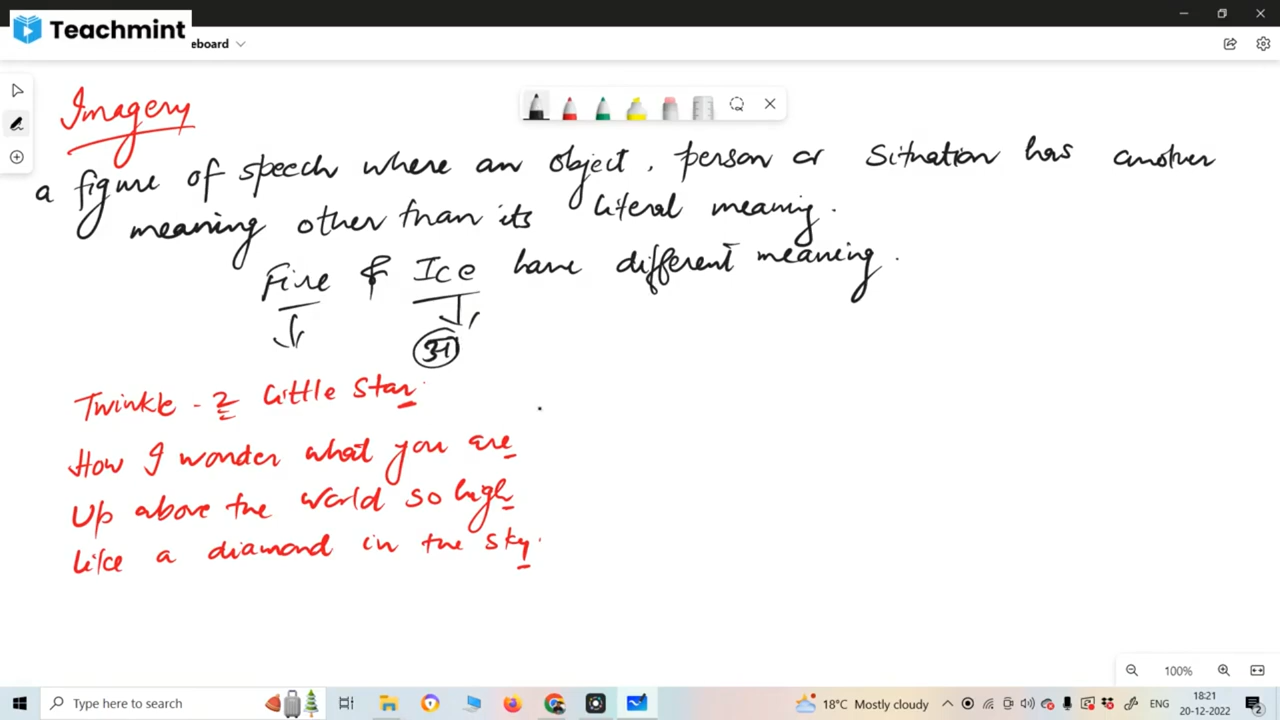 Teachmint
eboard
Imagery
a figure of speech where an object, person or situation has another
meaning other than its literal meaning.
Fire & Ice have different meaning.
Twinkle - 2 little star
How I wonder what you are
Up above the world so high
Like a diamond in the sky.
100%
Type here to search
18°C Mostly cloudy
ENG
18:21
20-12-2022
2